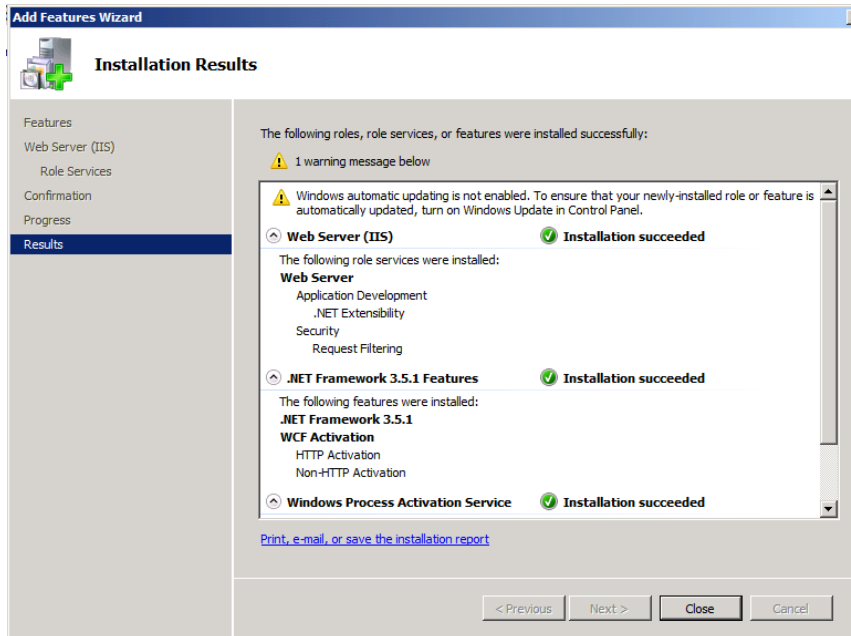 Add Features Wizard
Installation Results
Features
Web Server (IIS)
Role Services
Confirmation
Progress
Results
The following roles, role services, or features were installed successfully:
1 warning message below
Windows automatic updating is not enabled. To ensure that your newly-installed role or feature is
automatically updated, turn on Windows Update in Control Panel.
Web Server (IIS) Installation succeeded
The following role services were installed:
Web Server
Application Development
.NET Extensibility
Security
Request Filtering
.NET Framework 3.5.1 Features Installation succeeded
The following features were installed:
.NET Framework 3.5.1
WCF Activation
HTTP Activation
Non-HTTP Activation
Windows Process Activation Service Installation succeeded
Print, e-mail, or save the installation report
< Previous Next > Close Cancel